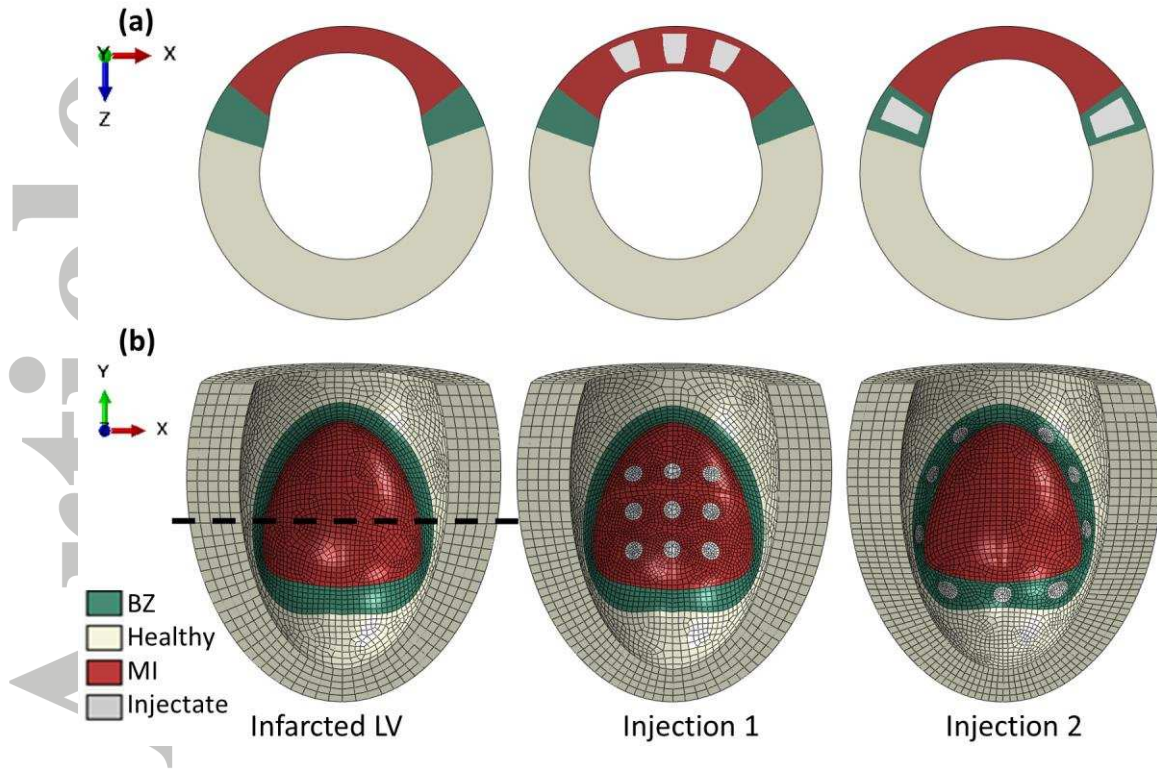 (a)
Y X
Z
(b)
Y
X
BZ
Healthy
MI
Injectate
Infarcted LV Injection 1 Injection 2